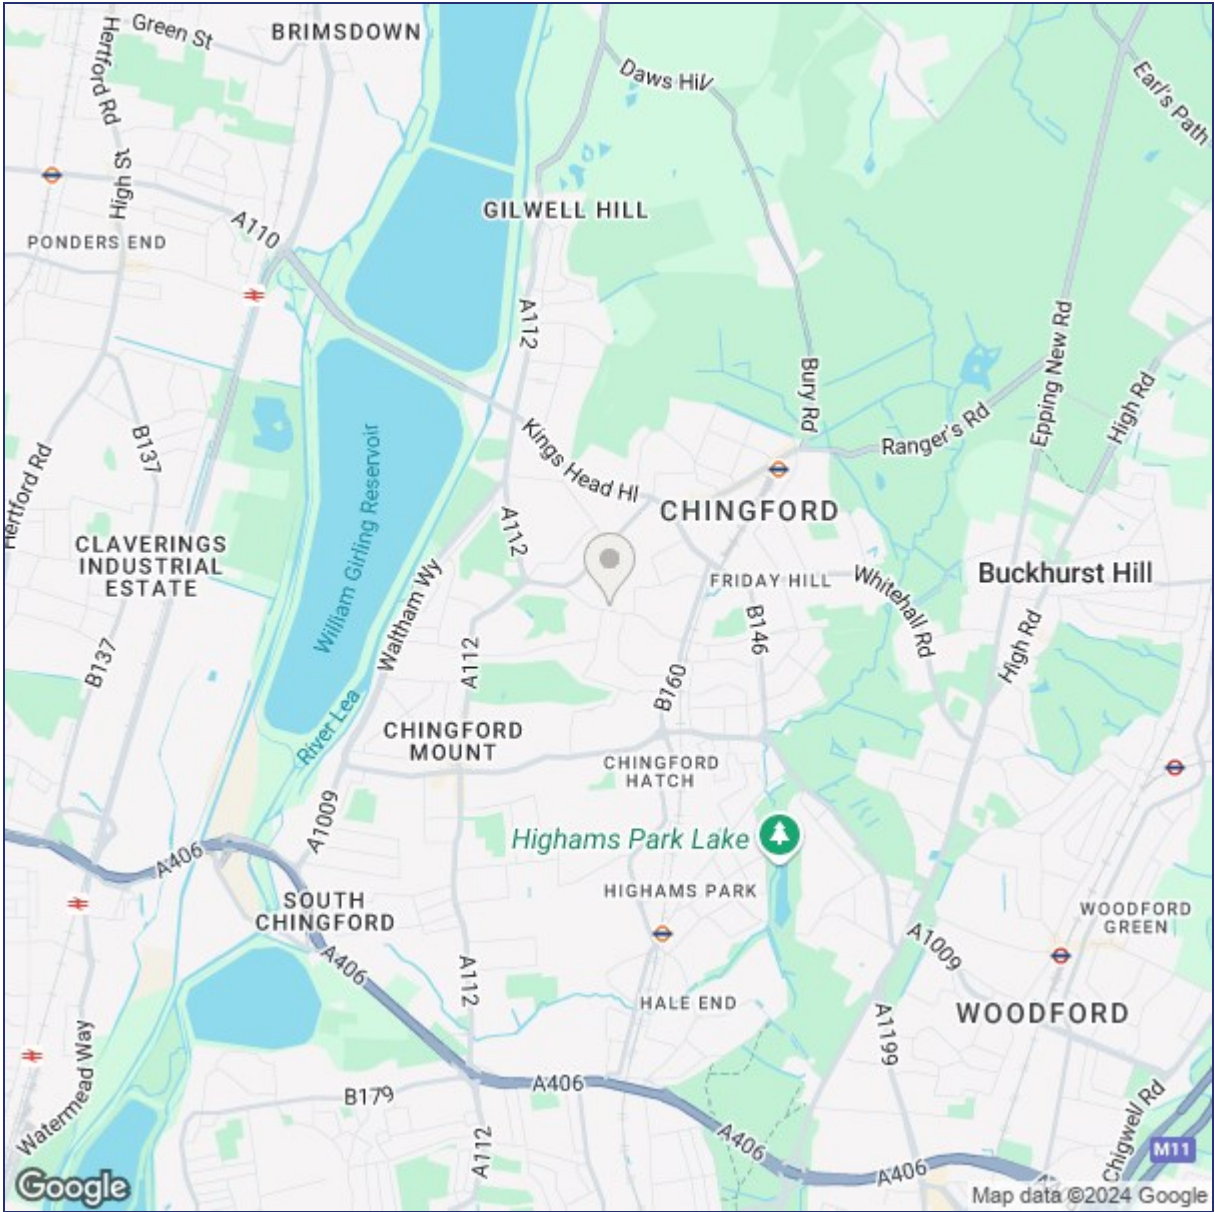 BRIMSDOWN
Green St
Hertford Rd
Daws Hil
Earl's Path
High St
A110
GILWELL HILL
PONDERS END
A112
Epping New Rd
Bury Rd
High Rd
Ranger's Rd
B137
Kings Head Hl
William Girling Reservoir
Hertford Rd
CHINGFORD
A112
CLAVERINGS
INDUSTRIAL
ESTATE
Waltham Wy
FRIDAY HILL
Whitehall Rd
Buckhurst Hill
B146
High Rd
B137
A112
B160
River Lea
CHINGFORD
MOUNT
CHINGFORD
HATCH
A1009
Highams Park Lake
A406
HIGHAMS PARK
SOUTH
CHINGFORD
WOODFORD
GREEN
A406
A1009
A112
HALE END
WOODFORD
A1199
Watermead Way
A406
B179
Chigwell Rd
A406
A112
M11
A406
Google
Map data ©2024 Google